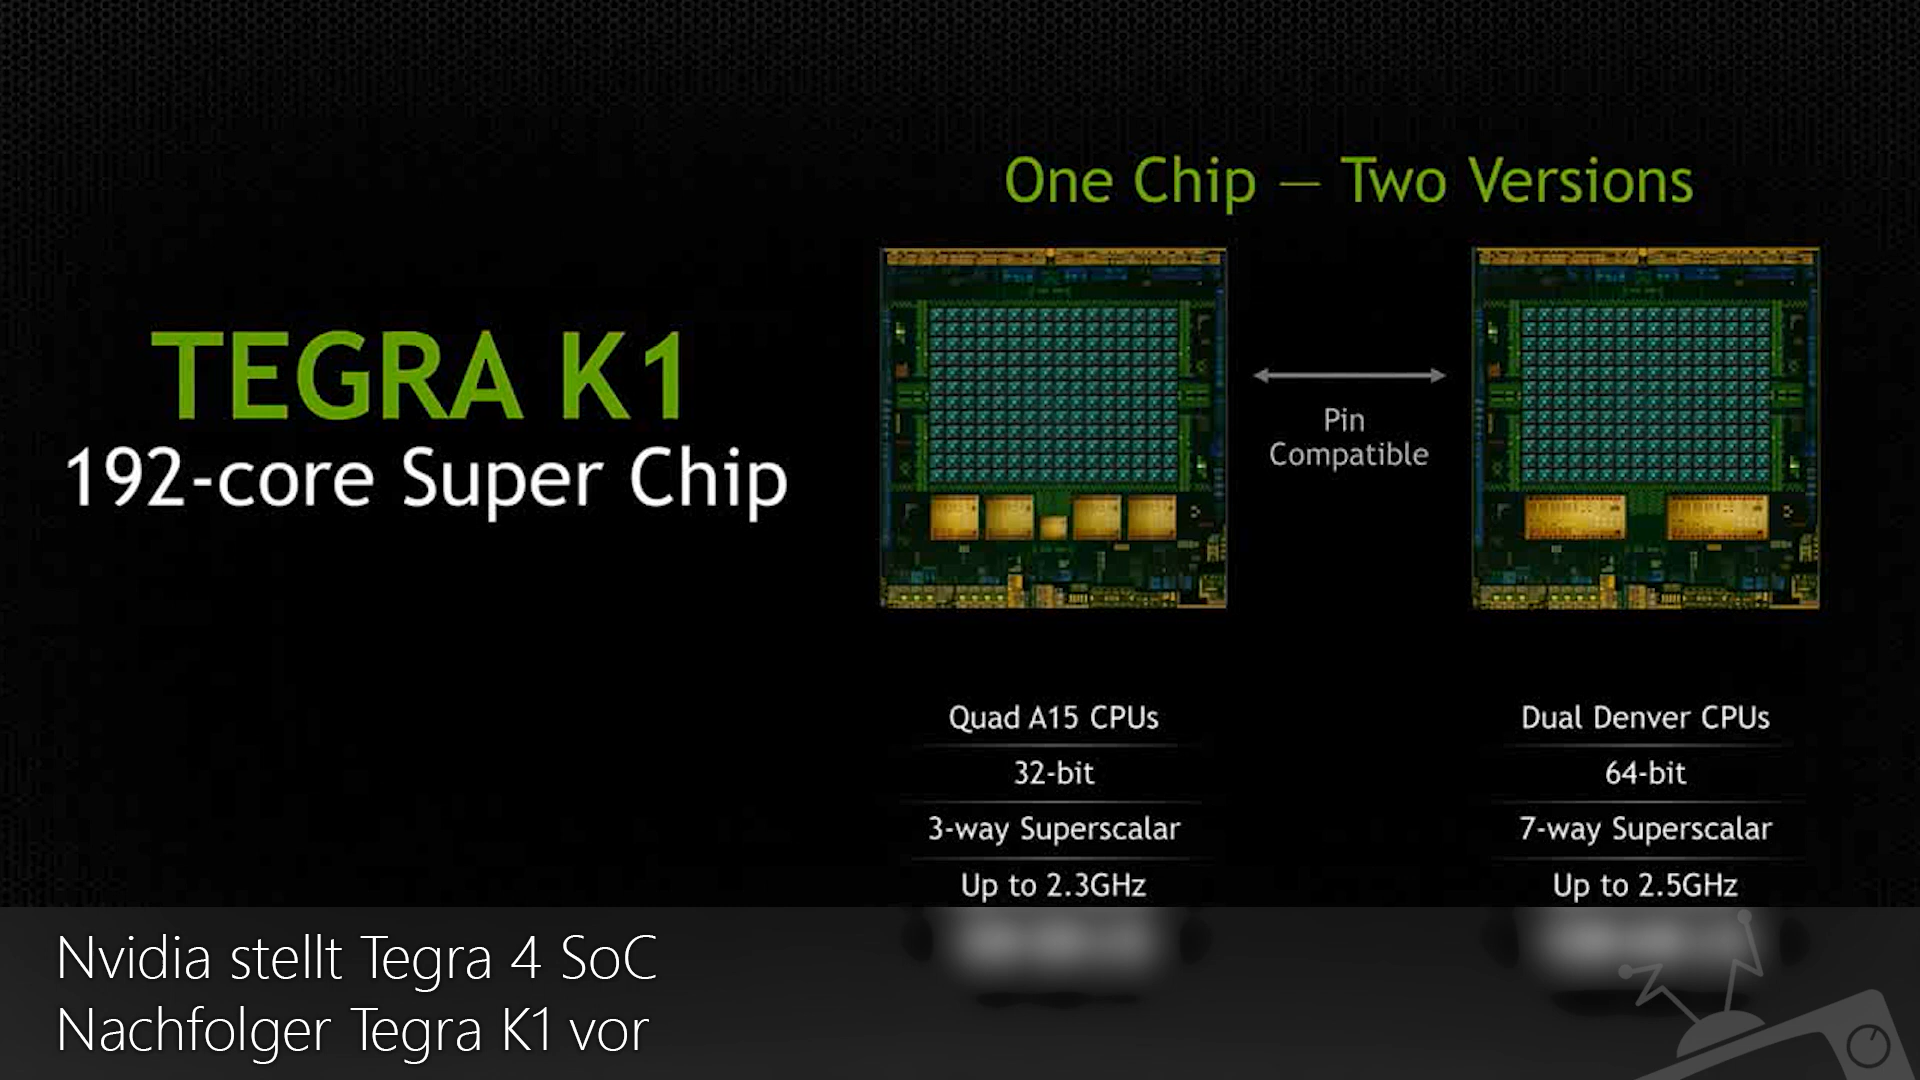 TEGRA K1
192-core Super Chip
One Chip — Two Versions
Pin
Compatible
Quad A15 CPUs
32-bit
3-way Superscalar
Up to 2.3GHz
Dual Denver CPUs
64-bit
7-way Superscalar
Up to 2.5GHz
Nvidia stellt Tegra 4 SoC
Nachfolger Tegra K1 vor